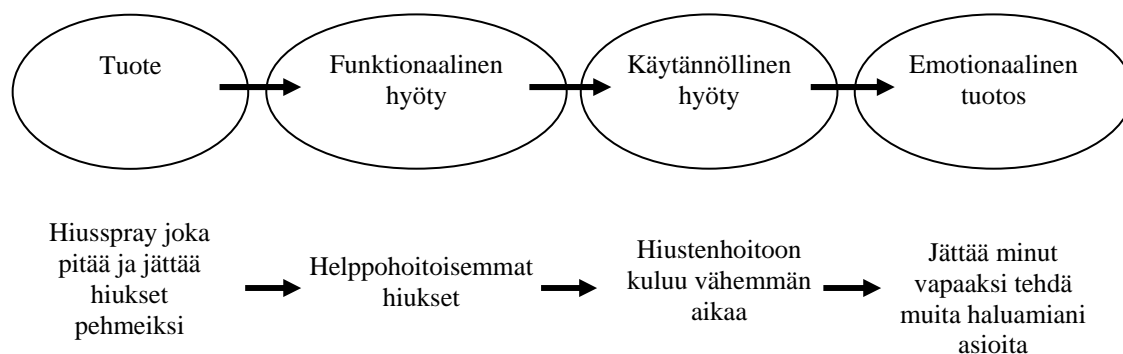 Tuote
Funktionaalinen
hyöty
Käytännöllinen
hyöty
Emotionaalinen
tuotos
Hiusspray joka
pitää ja jättää
hiukset
pehmeiksi
Helppohoitoisemmat
hiukset
Hiustenhoitoon
kuluu vähemmän
aikaa
Jättää minut
vapaaksi tehdä
muita haluamiani
asioita